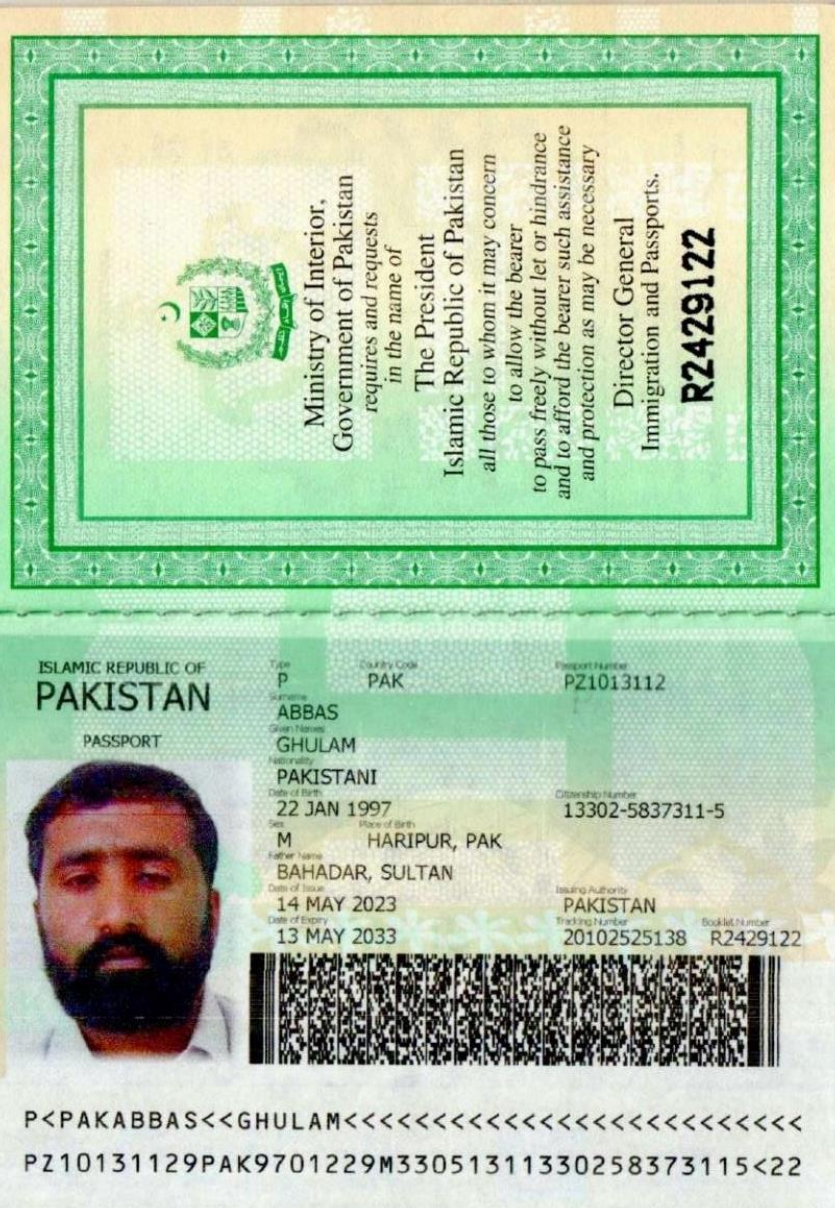 Ministry of Interior,
Government of Pakistan
requires and requests
in the name of
The President
Islamic Republic of Pakistan
all those to whom it may concern
to allow the bearer
to pass freely without let or hindrance
and to afford the bearer such assistance
and protection as may be necessary
Director General
Immigration and Passports.
R2429122
ISLAMIC REPUBLIC OF
PAKISTAN
PASSPORT
Type Country Code Passport Number
P PAK PZ1013112
Surname
ABBAS
Given Names
GHULAM
Nationality
PAKISTANI
Date of Birth Citizenship Number
22 JAN 1997 13302-5837311-5
Sex Place of Birth
M HARIPUR, PAK
Father Name
BAHADAR, SULTAN
Date of Issue Issuing Authority
14 MAY 2023 PAKISTAN
Date of Expiry Tracking Number Booklet Number
13 MAY 2033 20102525138 R2429122
P<PAKABBAS<<GHULAM<<<<<<<<<<<<<<<<<<<<<<<<<<
PZ10131129PAK9701229M33051311330258373115<22